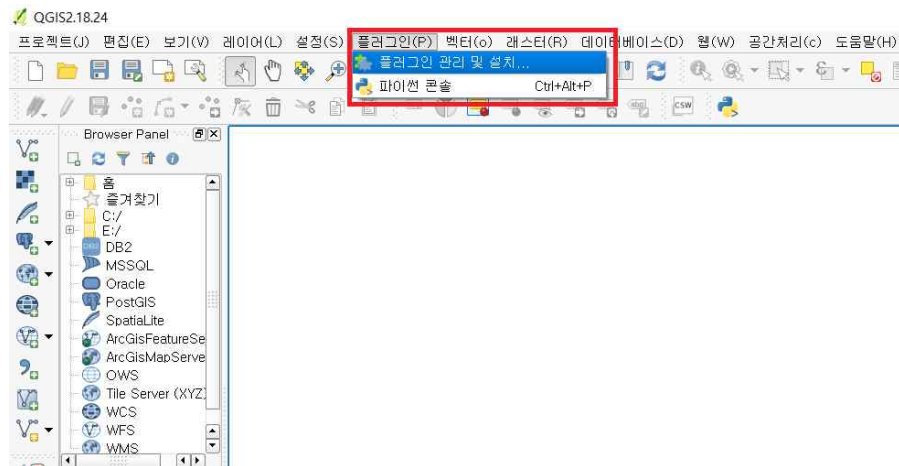 QGIS2.18.24
프로젝트(J) 편집(E) 보기(V) 레이어(L) 설정(S) 플러그인(P) 벡터(o) 래스터(R) 데이터베이스(D) 웹(W) 공간처리(c) 도움말(H)
플러그인 관리 및 설치...
파이썬 콘솔 Ctrl+Alt+P
CSW
Browser Panel
홈
즐겨찾기
C:/
E:/
DB2
MSSQL
Oracle
PostGIS
SpatiaLite
ArcGisFeatureSe
ArcGisMapServe
OWS
Tile Server (XYZ)
WCS
WFS
WMS